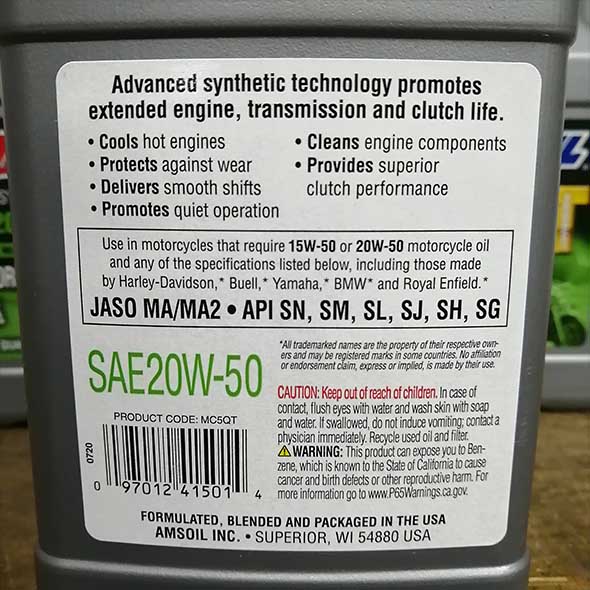 Advanced synthetic technology promotes
extended engine, transmission and clutch life.
• Cools hot engines
• Protects against wear
• Delivers smooth shifts
• Promotes quiet operation
• Cleans engine components
• Provides superior
clutch performance
Use in motorcycles that require 15W-50 or 20W-50 motorcycle oil
and any of the specifications listed below, including those made
by Harley-Davidson,* Buell,* Yamaha,* BMW* and Royal Enfield.*
JASO MA/MA2 • API SN, SM, SL, SJ, SH, SG
*All trademarked names are the property of their respective own-
ers and may be registered marks in some countries. No affiliation
or endorsement claim, express or implied, is made by their use.
SAE20W-50
PRODUCT CODE: MC5QT
0720
0 97012 41501 4
CAUTION: Keep out of reach of children. In case of
contact, flush eyes with water and wash skin with soap
and water. If swallowed, do not induce vomiting; contact a
physician immediately. Recycle used oil and filter.
⚠WARNING: This product can expose you to Ben-
zene, which is known to the State of California to cause
cancer and birth defects or other reproductive harm. For
more information go to www.P65Warnings.ca.gov.
FORMULATED, BLENDED AND PACKAGED IN THE USA
AMSOIL INC. • SUPERIOR, WI 54880 USA